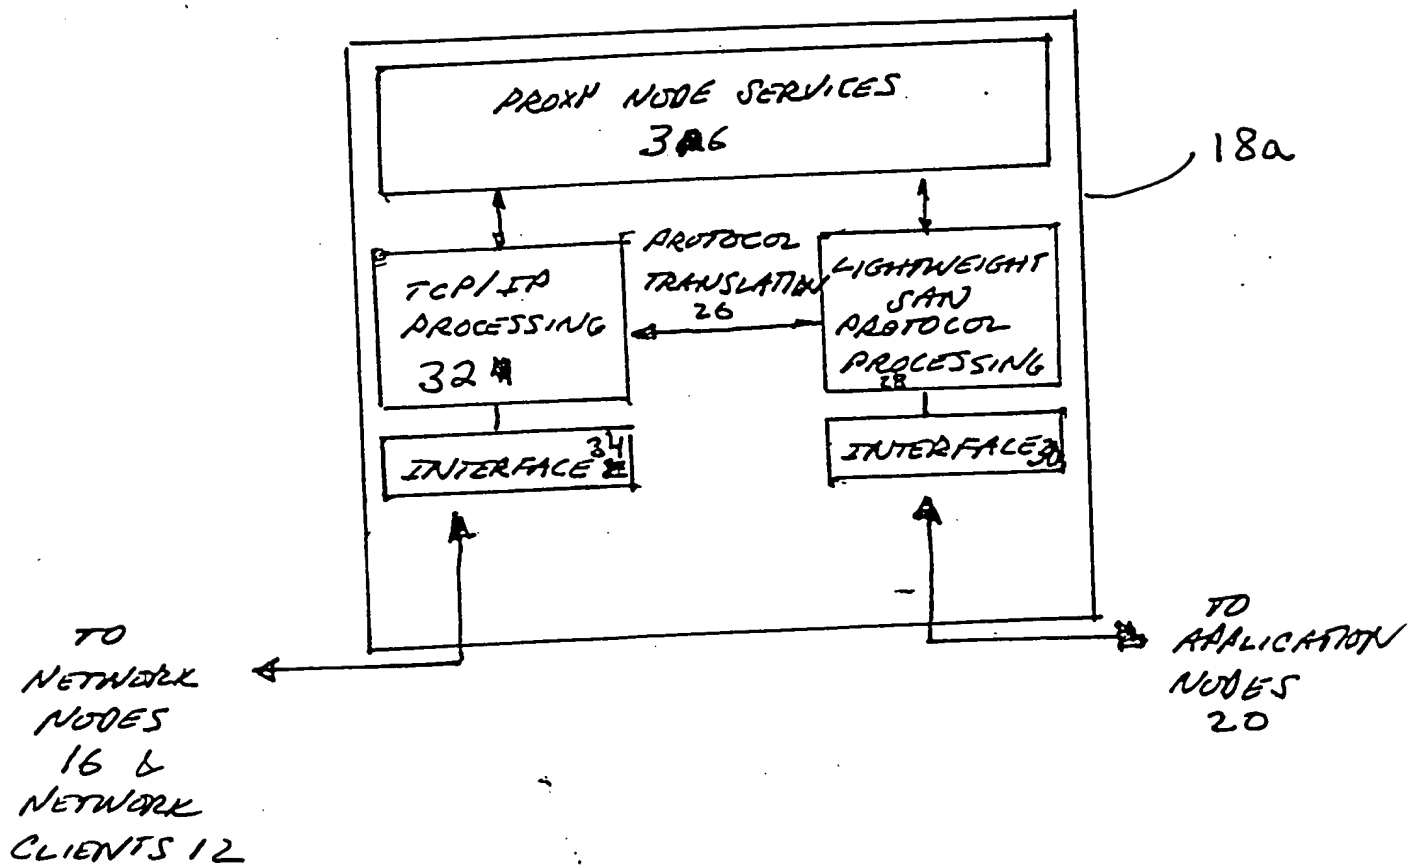 PROXY NODE SERVICES
36
18a
TCP/IP
PROCESSING
32
PROTOCOL
TRANSLATION
26
LIGHTWEIGHT
SAN
PROTOCOL
PROCESSING
28
INTERFACE 34
INTERFACE 30
TO
NETWORK
NODES
16 &
NETWORK
CLIENTS 12
TO
APPLICATION
NODES
20